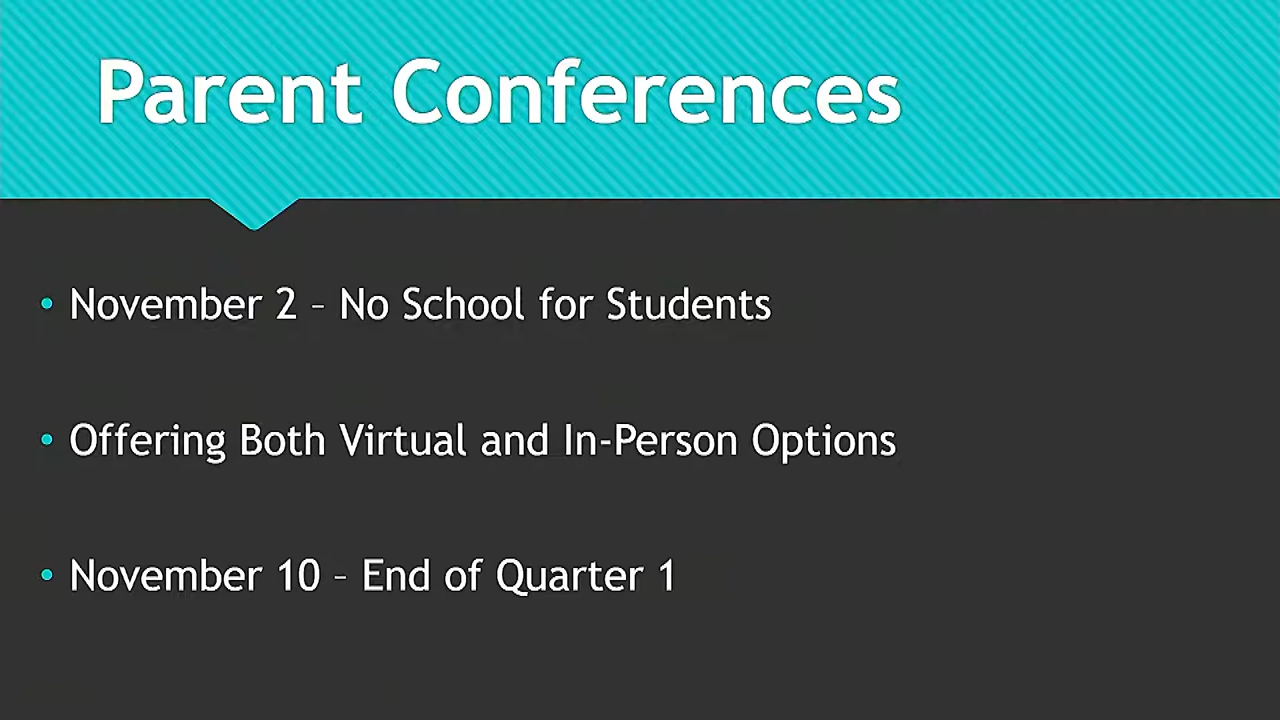 Parent Conferences
• November 2 – No School for Students
• Offering Both Virtual and In-Person Options
• November 10 – End of Quarter 1